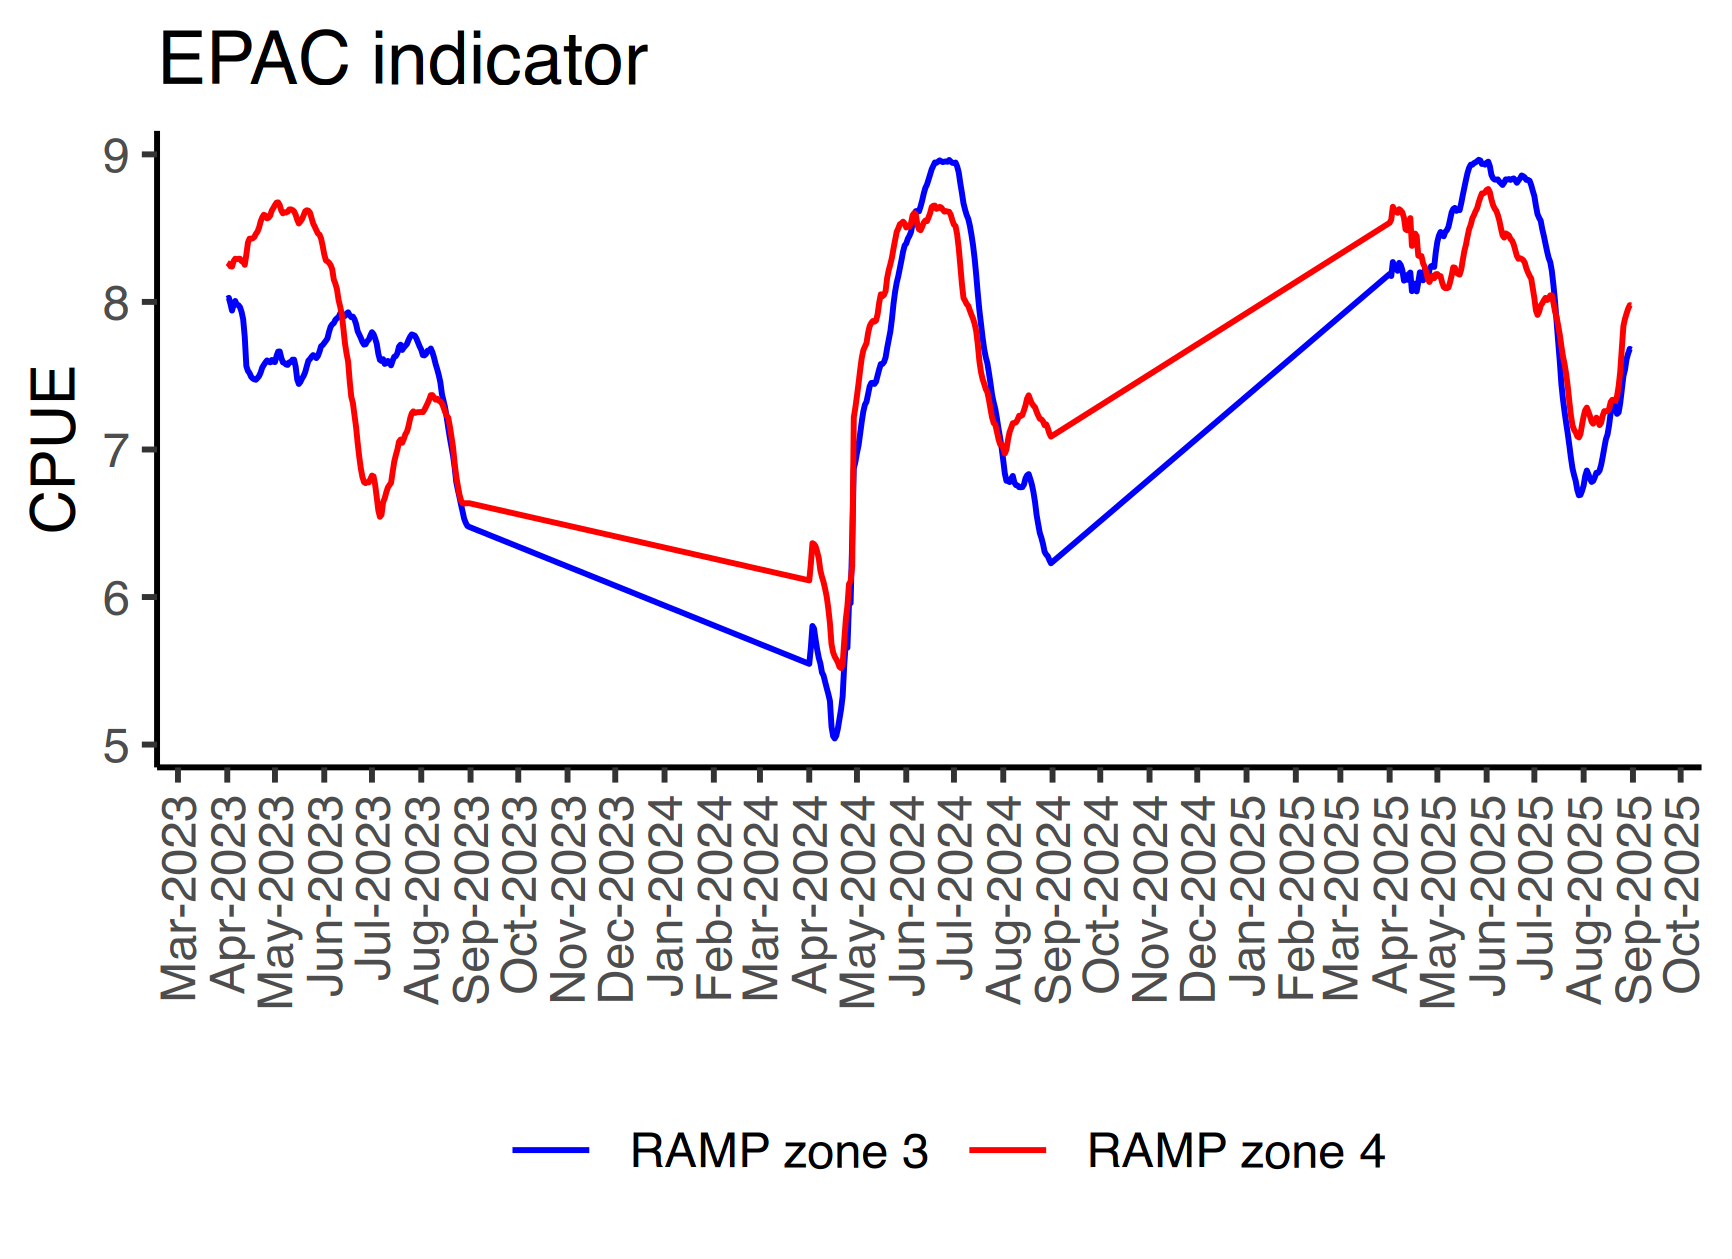 EPAC indicator
9
8
7
6
5
CPUE
Mar-2023
Apr-2023
May-2023
Jun-2023
Jul-2023
Aug-2023
Sep-2023
Oct-2023
Nov-2023
Dec-2023
Jan-2024
Feb-2024
Mar-2024
Apr-2024
May-2024
Jun-2024
Jul-2024
Aug-2024
Sep-2024
Oct-2024
Nov-2024
Dec-2024
Jan-2025
Feb-2025
Mar-2025
Apr-2025
May-2025
Jun-2025
Jul-2025
Aug-2025
Sep-2025
Oct-2025
RAMP zone 3
RAMP zone 4